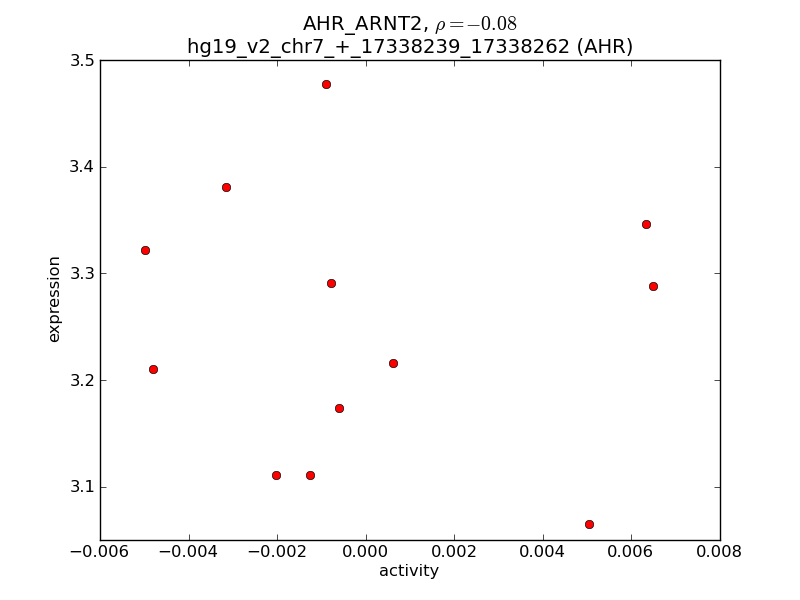 AHR_ARNT2, ρ = −0.08
hg19_v2_chr7_+_17338239_17338262 (AHR)
3.5
3.4
3.3
3.2
3.1
expression
−0.006 −0.004 −0.002 0.000 0.002 0.004 0.006 0.008
activity